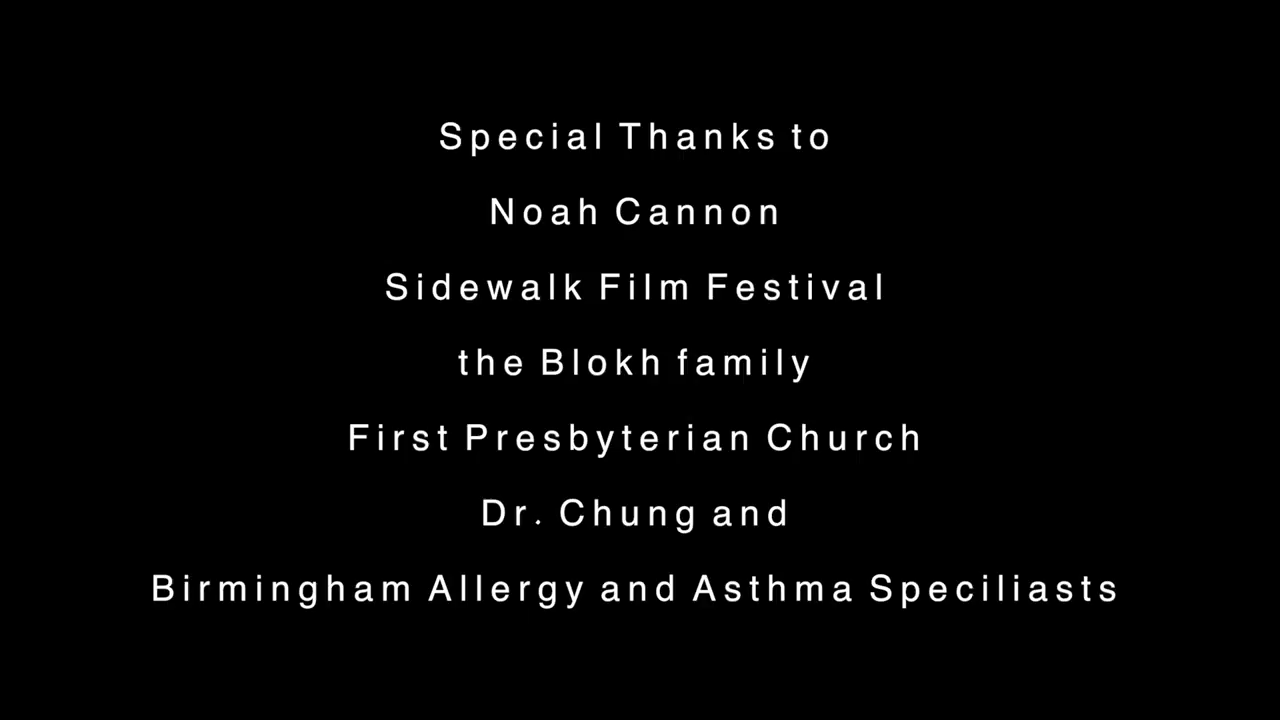 Special Thanks to
Noah Cannon
Sidewalk Film Festival
the Blokh family
First Presbyterian Church
Dr. Chung and
Birmingham Allergy and Asthma Speciliasts